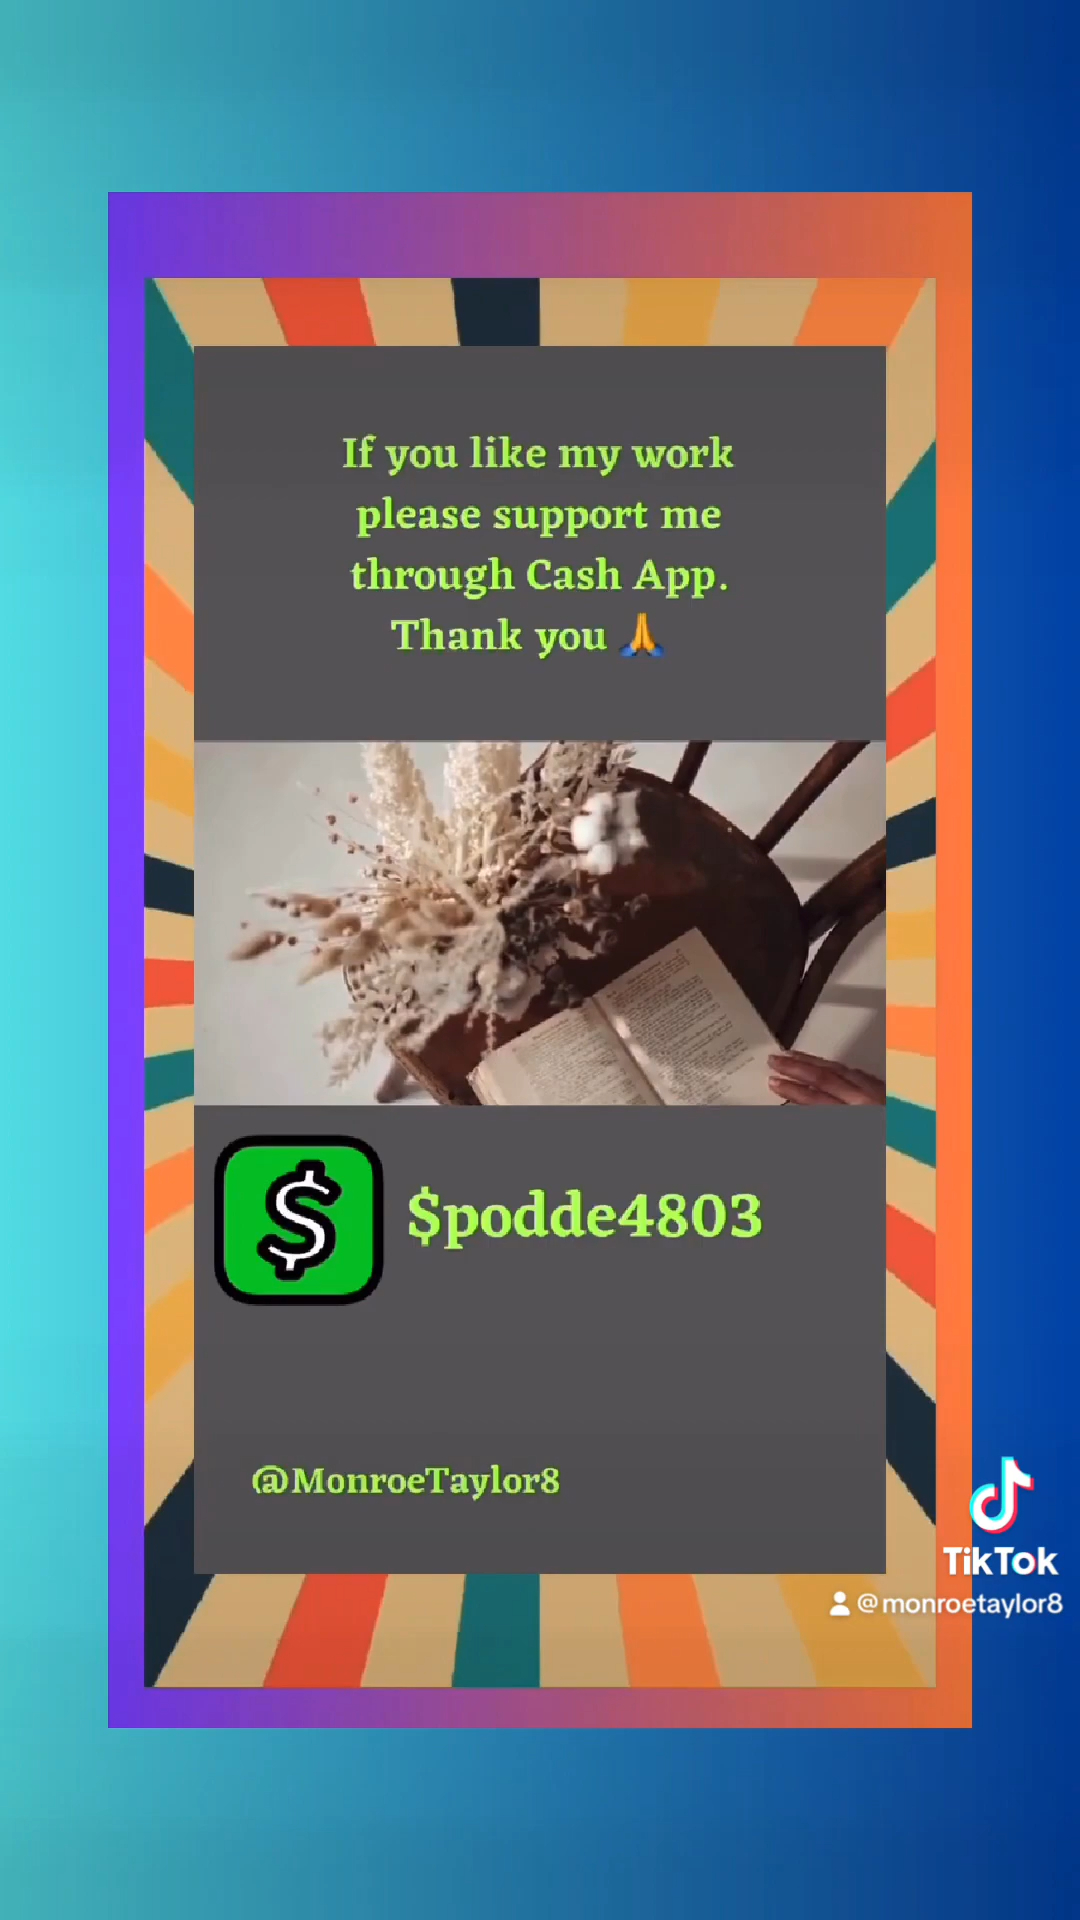 If you like my work
please support me
through Cash App.
Thank you 🙏
$
$podde4803
@MonroeTaylor8
TikTok
@monroetaylor8